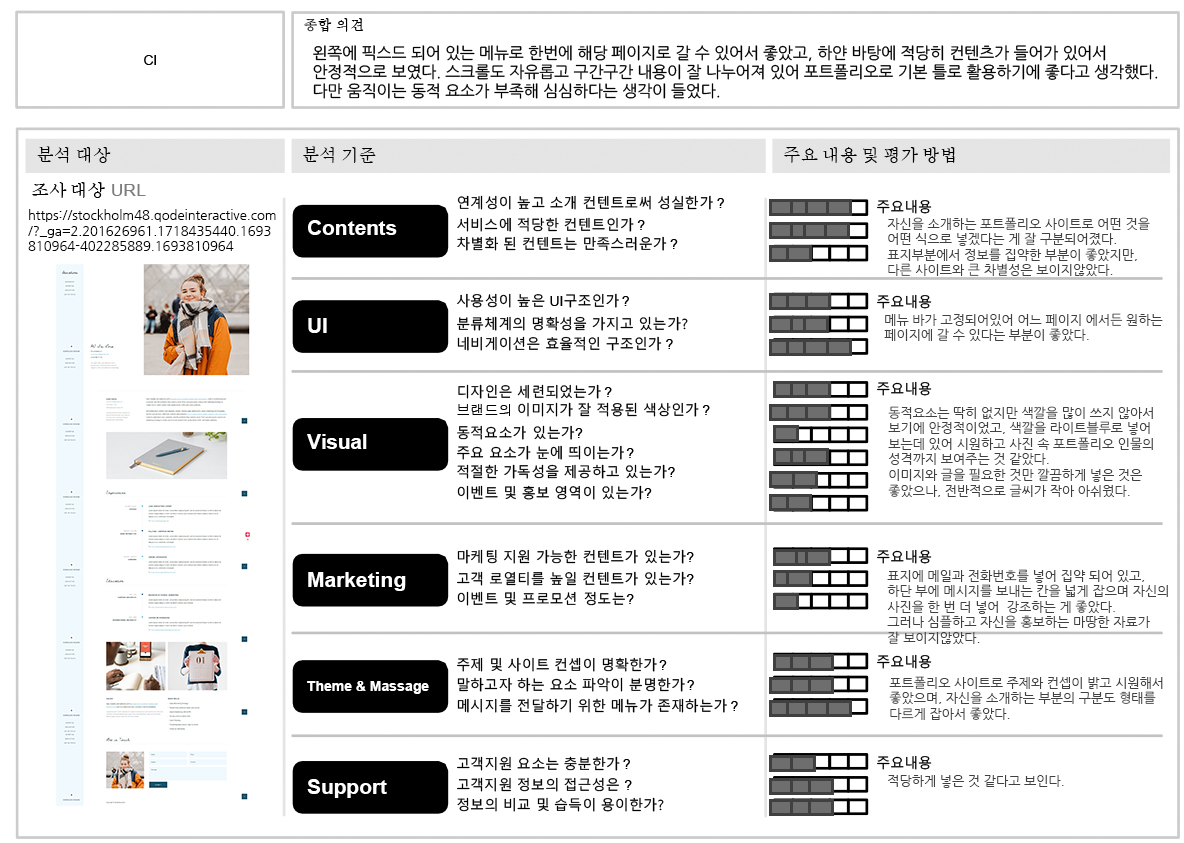 CI
종합 의견
왼쪽에 픽스드 되어 있는 메뉴로 한번에 해당 페이지로 갈 수 있어서 좋았고, 하얀 바탕에 적당히 컨텐츠가 들어가 있어서
안정적으로 보였다. 스크롤도 자유롭고 구간구간 내용이 잘 나누어져 있어 포트폴리오로 기본 틀로 활용하기에 좋다고 생각했다.
다만 움직이는 동적 요소가 부족해 심심하다는 생각이 들었다.
분석 대상
분석 기준
주요 내용 및 평가 방법
조사 대상 URL
https://stockholm48.qodeinteractive.com
/?_ga=2.201626961.1718435440.1693
810964-402285889.1693810964
Contents
연계성이 높고 소개 컨텐트로써 성실한가?
서비스에 적당한 컨텐트인가?
차별화 된 컨텐트는 만족스러운가?
주요내용
자신을 소개하는 포트폴리오 사이트로 어떤 것을
어떤 식으로 넣겠다는 게 잘 구분되어졌다.
표지부분에서 정보를 집약한 부분이 좋았지만,
다른 사이트와 큰 차별성은 보이지않았다.
UI
사용성이 높은 UI구조인가?
분류체계의 명확성을 가지고 있는가?
네비게이션은 효율적인 구조인가?
주요내용
메뉴 바가 고정되어있어 어느 페이지 에서든 원하는
페이지에 갈 수 있다는 부분이 좋았다.
Visual
디자인은 세련되었는가?
브랜드의 이미지가 잘 적용된 색상인가?
동적요소가 있는가?
주요 요소가 눈에 띄이는가?
적절한 가독성을 제공하고 있는가?
이벤트 및 홍보 영역이 있는가?
주요내용
동적요소는 딱히 없지만 색깔을 많이 쓰지 않아서
보기에 안정적이었고, 색깔을 라이트블루로 넣어
보는데 있어 시원하고 사진 속 포트폴리오 인물의
성격까지 보여주는 것 같았다.
이미지와 글을 필요한 것만 깔끔하게 넣은 것은
좋았으나, 전반적으로 글씨가 작아 아쉬웠다.
Marketing
마케팅 지원 가능한 컨텐트가 있는가?
고객 로열티를 높일 컨텐트가 있는가?
이벤트 및 프로모션 정도는?
주요내용
표지에 메일과 전화번호를 넣어 집약 되어 있고,
하단 부에 메시지를 보내는 칸을 넓게 잡으며 자신의
사진을 한 번 더 넣어 강조하는 게 좋았다.
그러나 심플하고 자신을 홍보하는 마땅한 자료가
잘 보이지않았다.
Theme & Massage
주제 및 사이트 컨셉이 명확한가?
말하고자 하는 요소 파악이 분명한가?
메시지를 전달하기 위한 매뉴가 존재하는가?
주요내용
포트폴리오 사이트로 주제와 컨셉이 밝고 시원해서
좋았으며, 자신을 소개하는 부분의 구분도 형태를
다르게 잡아서 좋았다.
Support
고객지원 요소는 충분한가?
고객지원 정보의 접근성은 ?
정보의 비교 및 습득이 용이한가?
주요내용
적당하게 넣은 것 같다고 보인다.